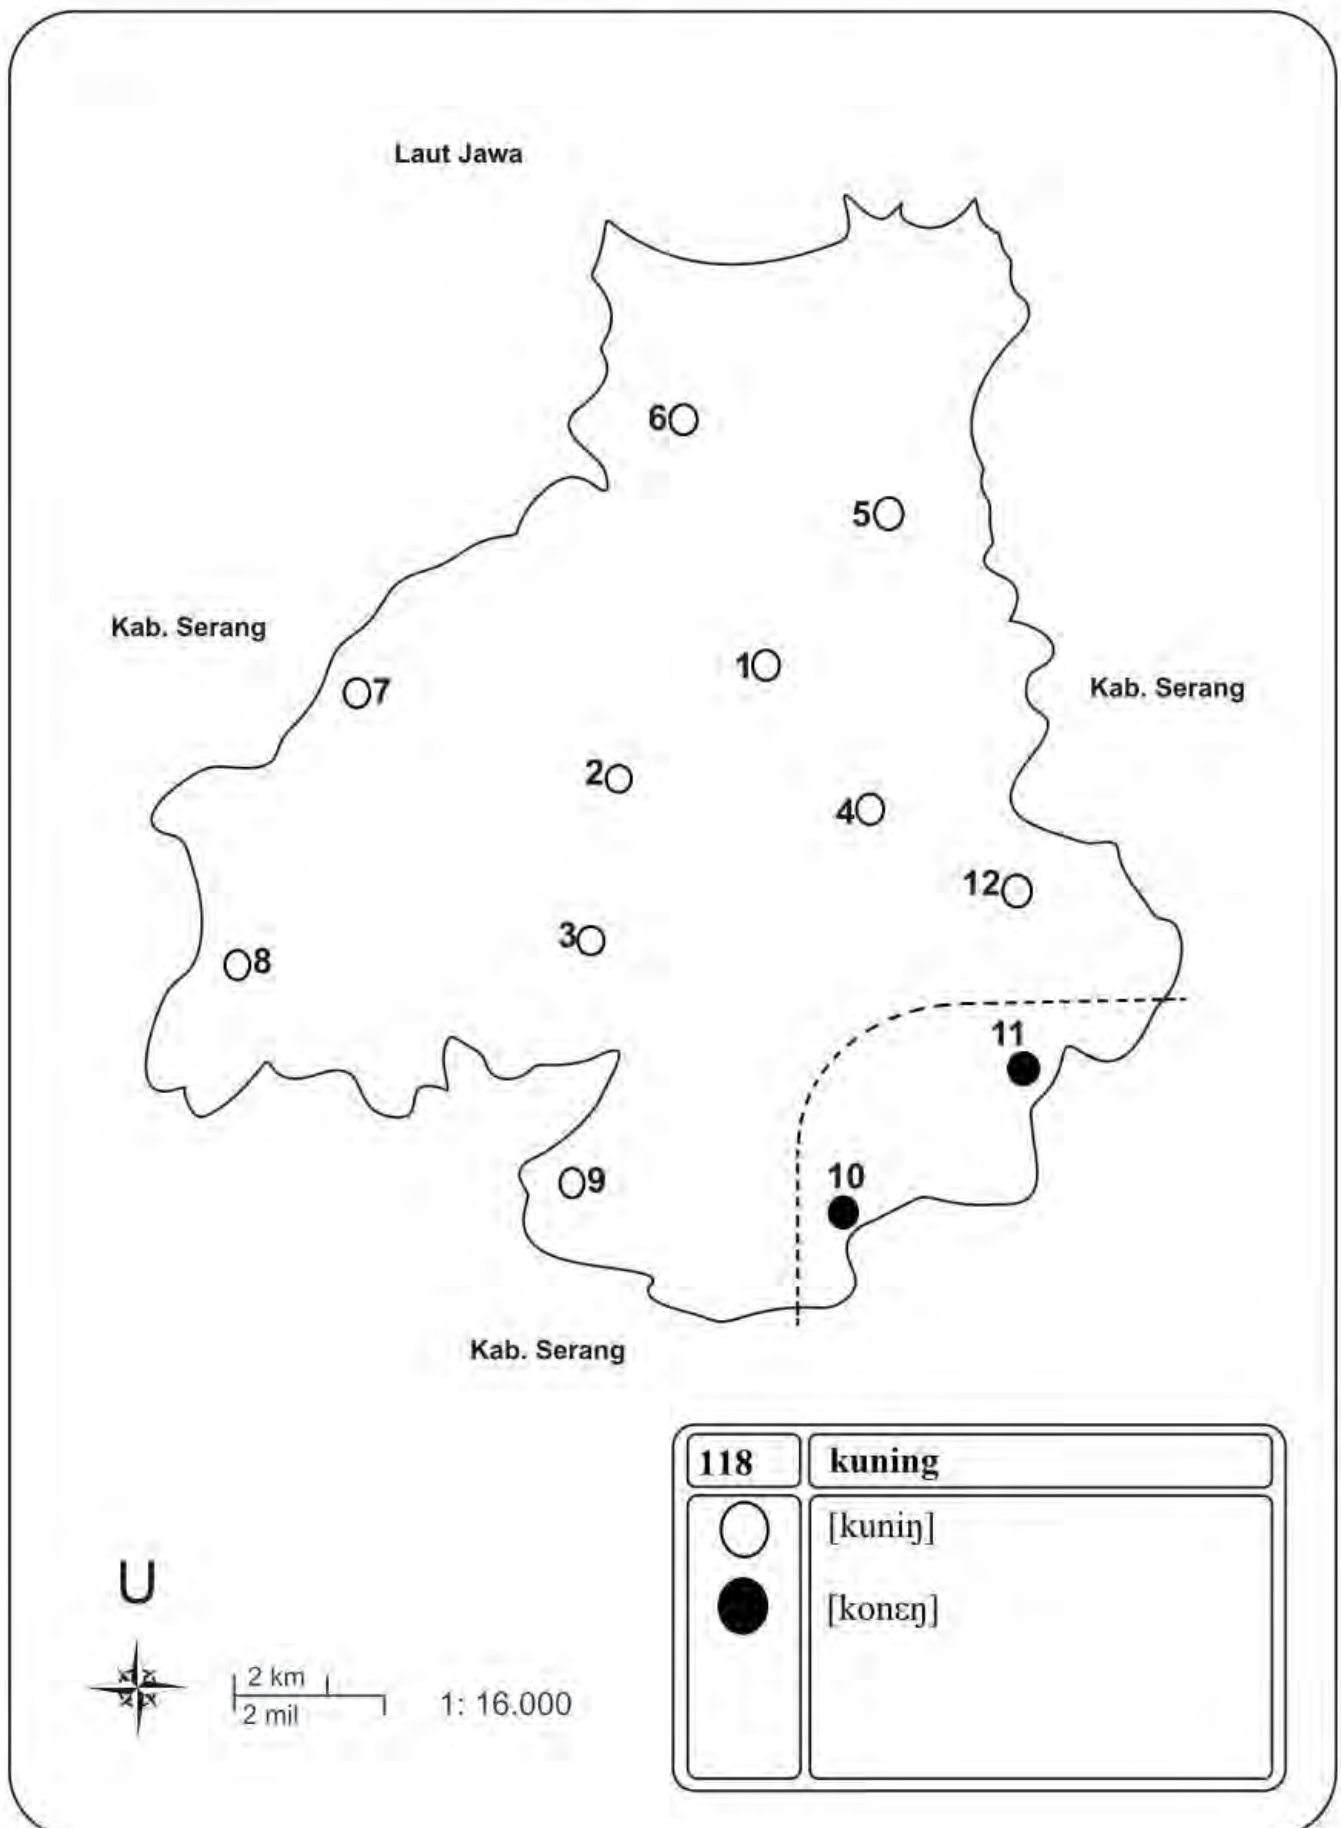 Laut Jawa
6
5
Kab. Serang
1
7
Kab. Serang
2
4
12
3
8
11
10
9
Kab. Serang
118 kuning
[kuniŋ]
[konɛŋ]
U
2 km
2 mil
1: 16.000